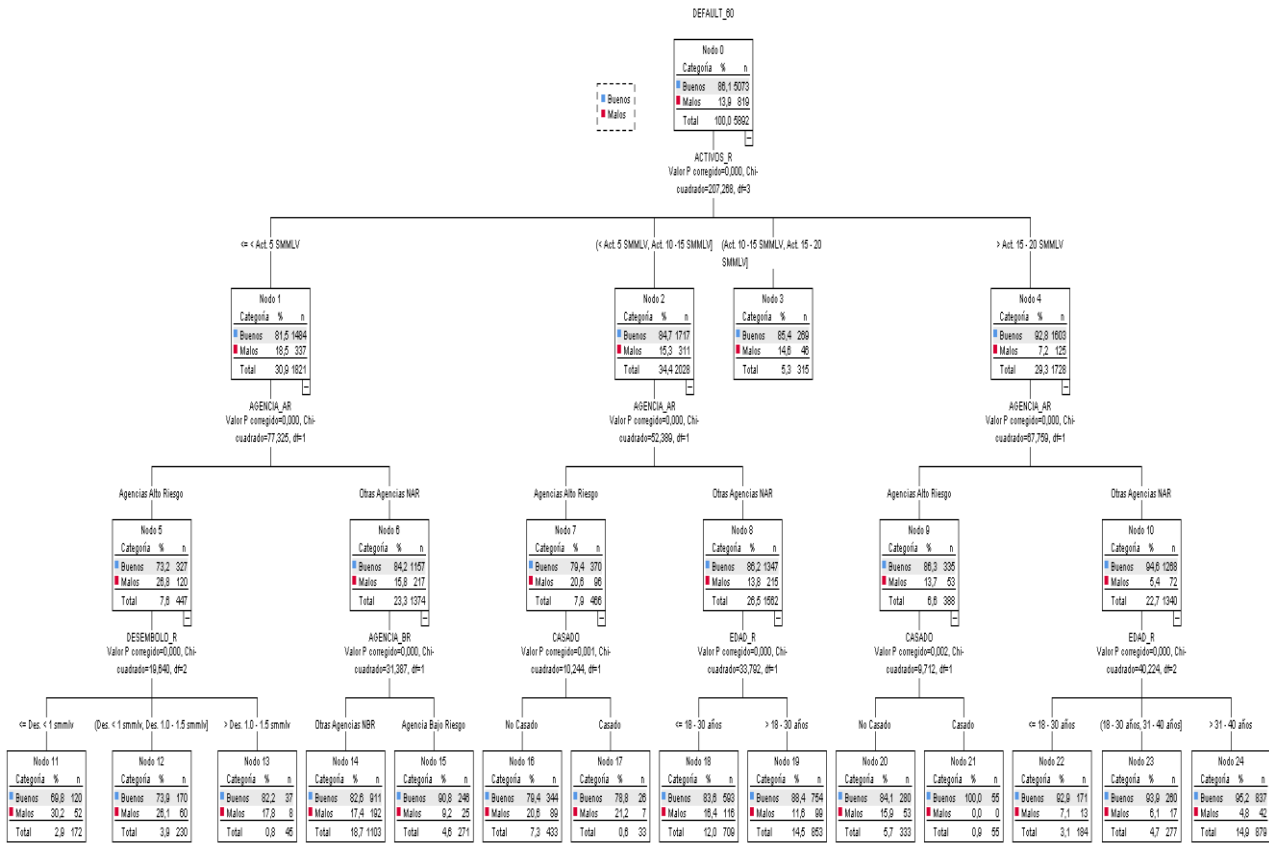 DEFAULT_60
Nodo 0
Categoría % n
Buenos 86,1 5073
Malos 13,9 819
Total 100,0 5892
Buenos
Malos
ACTIVOS_R
Valor P corregido=0,000, Chi-
cuadrado=207,268, df=3
<= < Act. 5 SMMLV
(< Act. 5 SMMLV, Act. 10 -15 SMMLV]
(Act. 10 -15 SMMLV, Act. 15 - 20
SMMLV]
> Act. 15 - 20 SMMLV
Nodo 1
Categoría % n
Buenos 81,5 1484
Malos 18,5 337
Total 30,9 1821
Nodo 2
Categoría % n
Buenos 84,7 1717
Malos 15,3 311
Total 34,4 2028
Nodo 3
Categoría % n
Buenos 85,4 269
Malos 14,6 46
Total 5,3 315
Nodo 4
Categoría % n
Buenos 92,8 1603
Malos 7,2 125
Total 29,3 1728
AGENCIA_AR
Valor P corregido=0,000, Chi-
cuadrado=77,325, df=1
AGENCIA_AR
Valor P corregido=0,000, Chi-
cuadrado=52,389, df=1
AGENCIA_AR
Valor P corregido=0,000, Chi-
cuadrado=67,759, df=1
Agencias Alto Riesgo
Otras Agencias NAR
Agencias Alto Riesgo
Otras Agencias NAR
Agencias Alto Riesgo
Otras Agencias NAR
Nodo 5
Categoría % n
Buenos 73,2 327
Malos 26,8 120
Total 7,6 447
Nodo 6
Categoría % n
Buenos 84,2 1157
Malos 15,8 217
Total 23,3 1374
Nodo 7
Categoría % n
Buenos 79,4 370
Malos 20,6 96
Total 7,9 466
Nodo 8
Categoría % n
Buenos 86,2 1347
Malos 13,8 215
Total 26,5 1562
Nodo 9
Categoría % n
Buenos 86,3 335
Malos 13,7 53
Total 6,6 388
Nodo 10
Categoría % n
Buenos 94,6 1268
Malos 5,4 72
Total 22,7 1340
DESEMBOLO_R
Valor P corregido=0,000, Chi-
cuadrado=19,640, df=2
AGENCIA_BR
Valor P corregido=0,000, Chi-
cuadrado=31,387, df=1
CASADO
Valor P corregido=0,001, Chi-
cuadrado=10,244, df=1
EDAD_R
Valor P corregido=0,000, Chi-
cuadrado=33,792, df=1
CASADO
Valor P corregido=0,002, Chi-
cuadrado=9,712, df=1
EDAD_R
Valor P corregido=0,000, Chi-
cuadrado=40,224, df=2
<= Des. < 1 smmlv
(Des. < 1 smmlv, Des. 1.0 - 1.5 smmlv]
> Des. 1.0 - 1.5 smmlv
Otras Agencias NBR
Agencia Bajo Riesgo
No Casado
Casado
<= 18 - 30 años
> 18 - 30 años
No Casado
Casado
<= 18 - 30 años
(18 - 30 años, 31 - 40 años]
> 31 - 40 años
Nodo 11
Categoría % n
Buenos 69,8 120
Malos 30,2 52
Total 2,9 172
Nodo 12
Categoría % n
Buenos 73,9 170
Malos 26,1 60
Total 3,9 230
Nodo 13
Categoría % n
Buenos 82,2 37
Malos 17,8 8
Total 0,8 45
Nodo 14
Categoría % n
Buenos 82,6 911
Malos 17,4 192
Total 18,7 1103
Nodo 15
Categoría % n
Buenos 90,8 246
Malos 9,2 25
Total 4,6 271
Nodo 16
Categoría % n
Buenos 79,4 344
Malos 20,6 89
Total 7,3 433
Nodo 17
Categoría % n
Buenos 78,8 26
Malos 21,2 7
Total 0,6 33
Nodo 18
Categoría % n
Buenos 83,6 593
Malos 16,4 116
Total 12,0 709
Nodo 19
Categoría % n
Buenos 88,4 754
Malos 11,6 99
Total 14,5 853
Nodo 20
Categoría % n
Buenos 84,1 280
Malos 15,9 53
Total 5,7 333
Nodo 21
Categoría % n
Buenos 100,0 55
Malos 0,0 0
Total 0,9 55
Nodo 22
Categoría % n
Buenos 92,9 171
Malos 7,1 13
Total 3,1 184
Nodo 23
Categoría % n
Buenos 93,9 260
Malos 6,1 17
Total 4,7 277
Nodo 24
Categoría % n
Buenos 95,2 837
Malos 4,8 42
Total 14,9 879